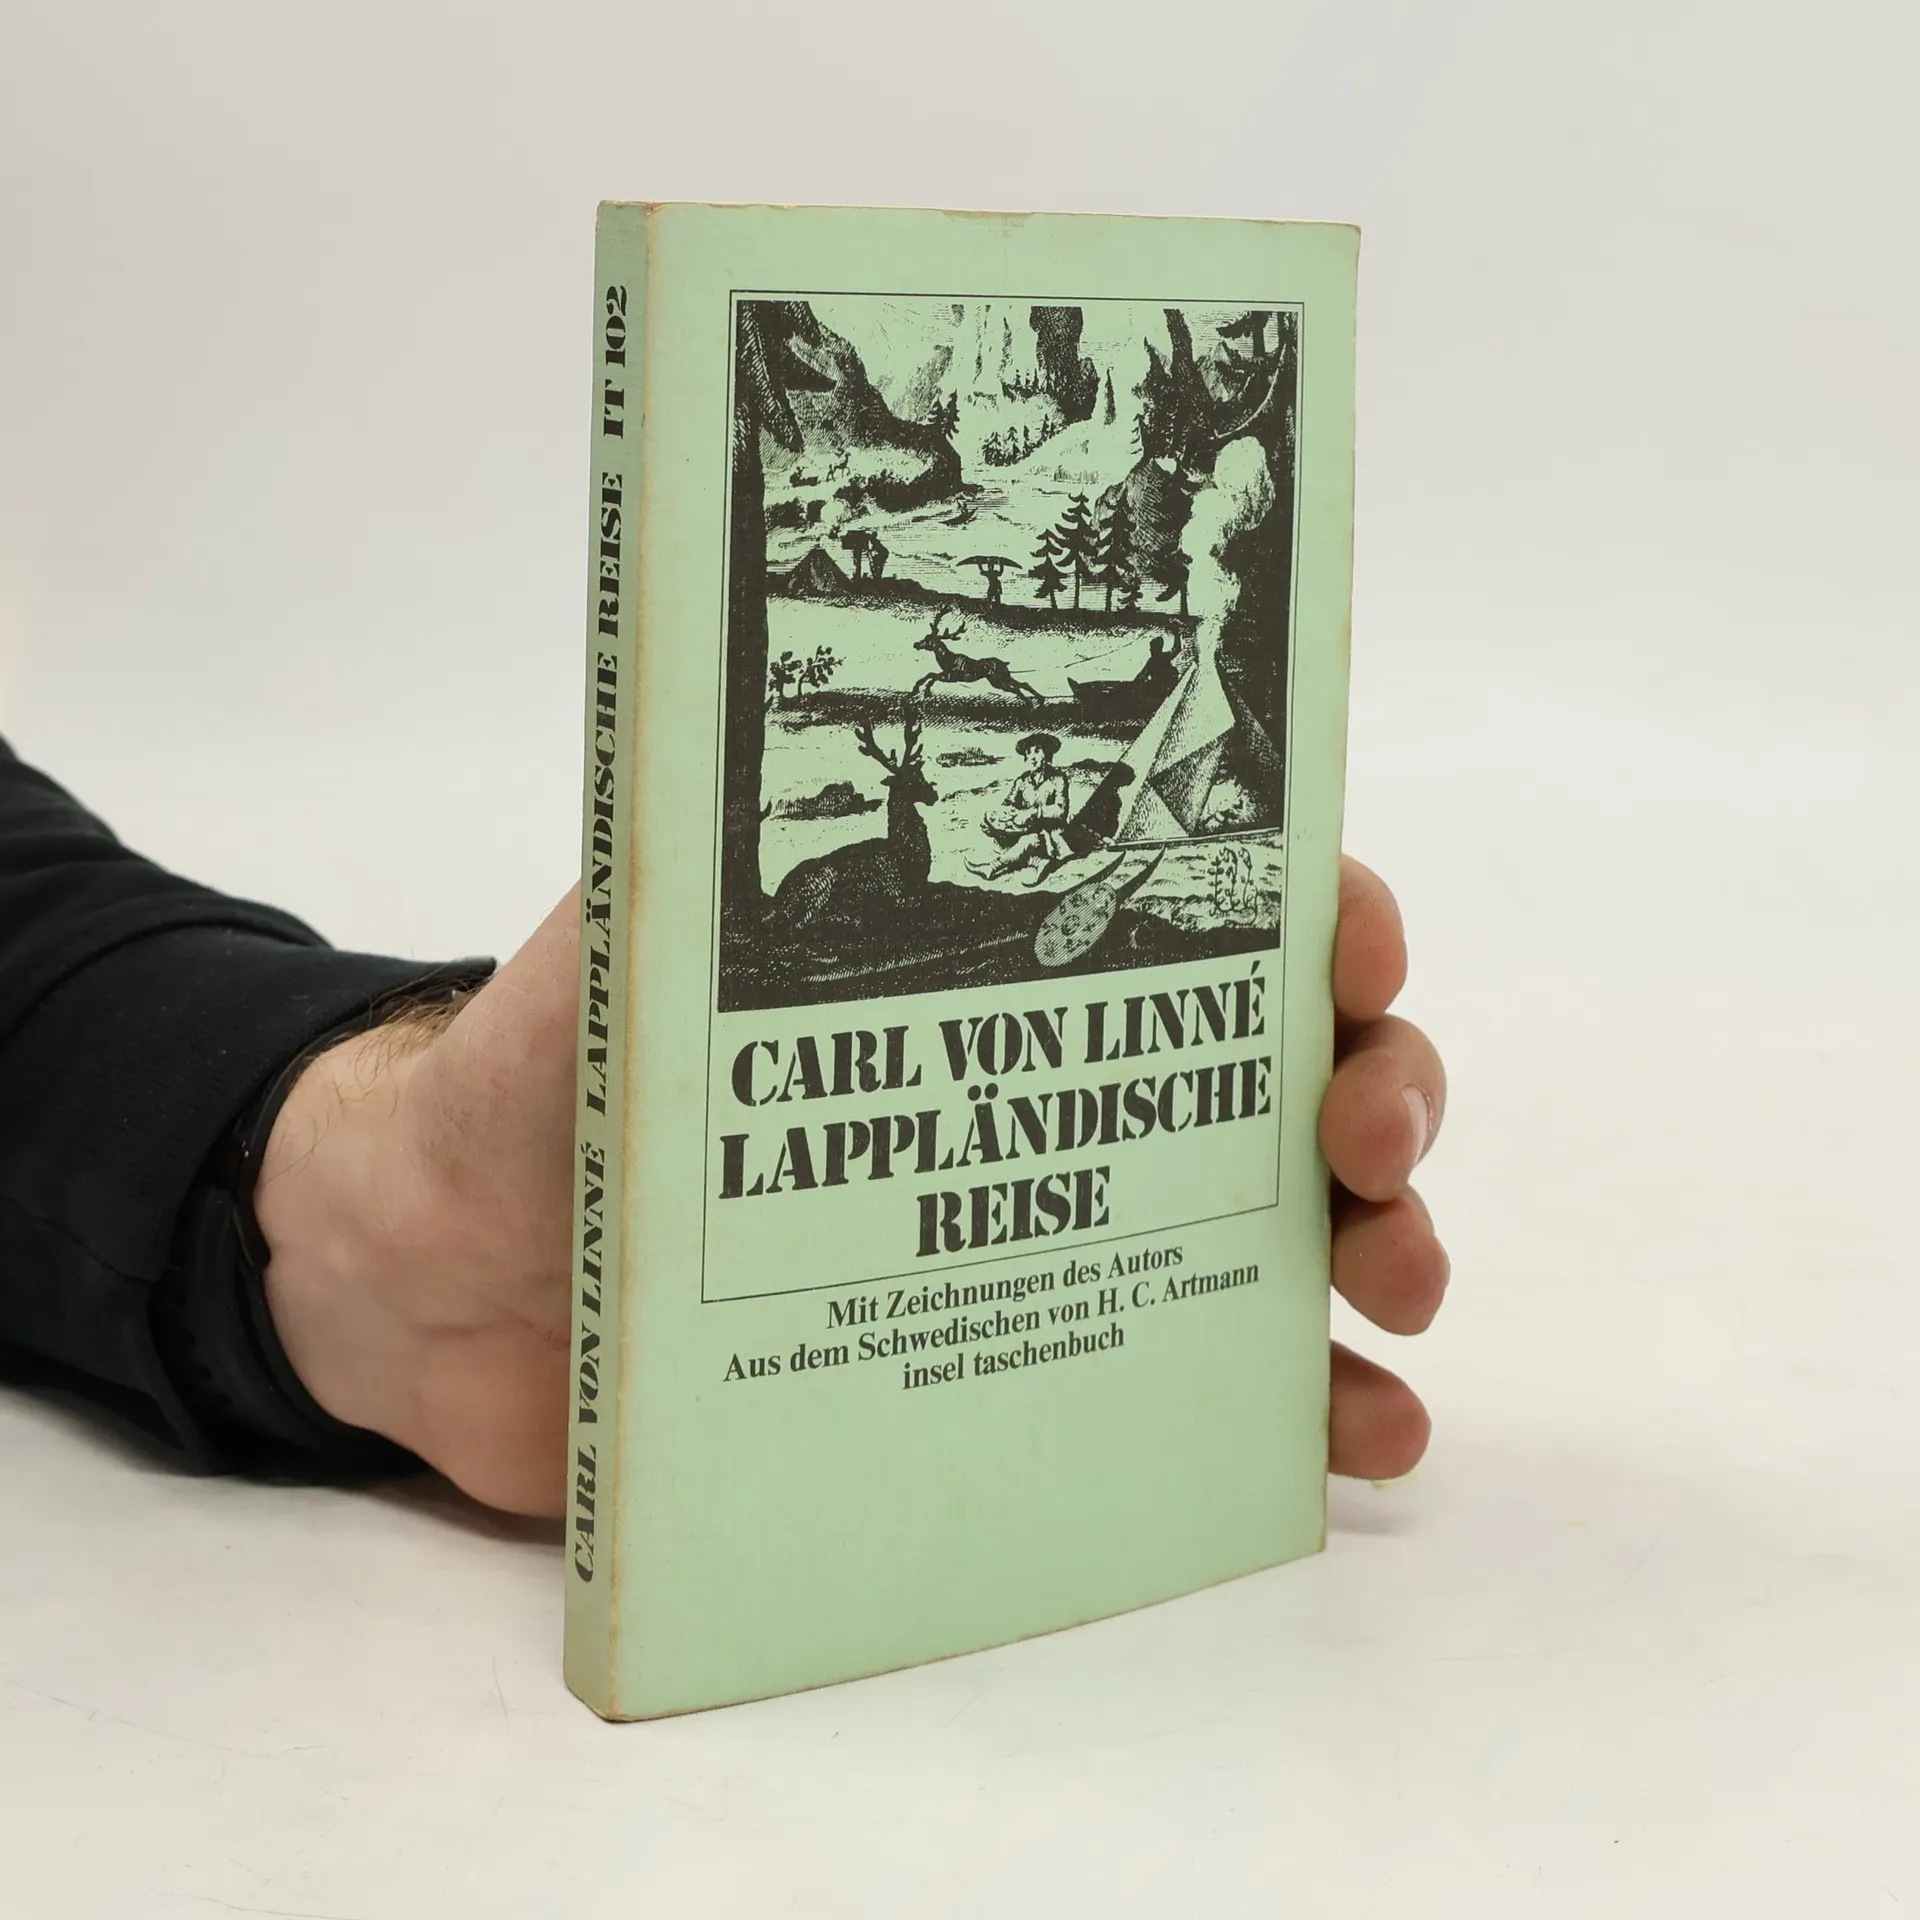 CARL VON LINNÉ LAPPLÄNDISCHE REISE IT 102
CARL VON LINNÉ
LAPPLÄNDISCHE
REISE
Mit Zeichnungen des Autors
Aus dem Schwedischen von H. C. Artmann
insel taschenbuch